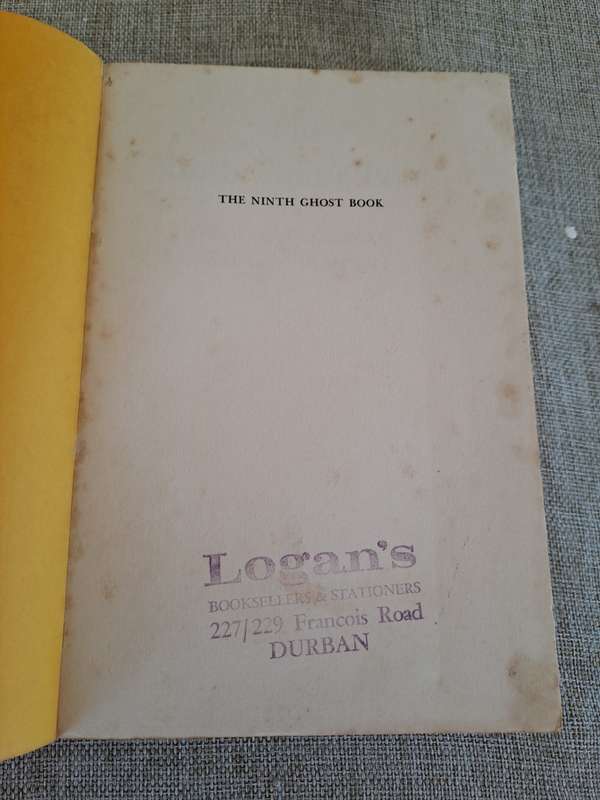 THE NINTH GHOST BOOK
Logan's
BOOKSELLERS & STATIONERS
227/229 Francois Road
DURBAN